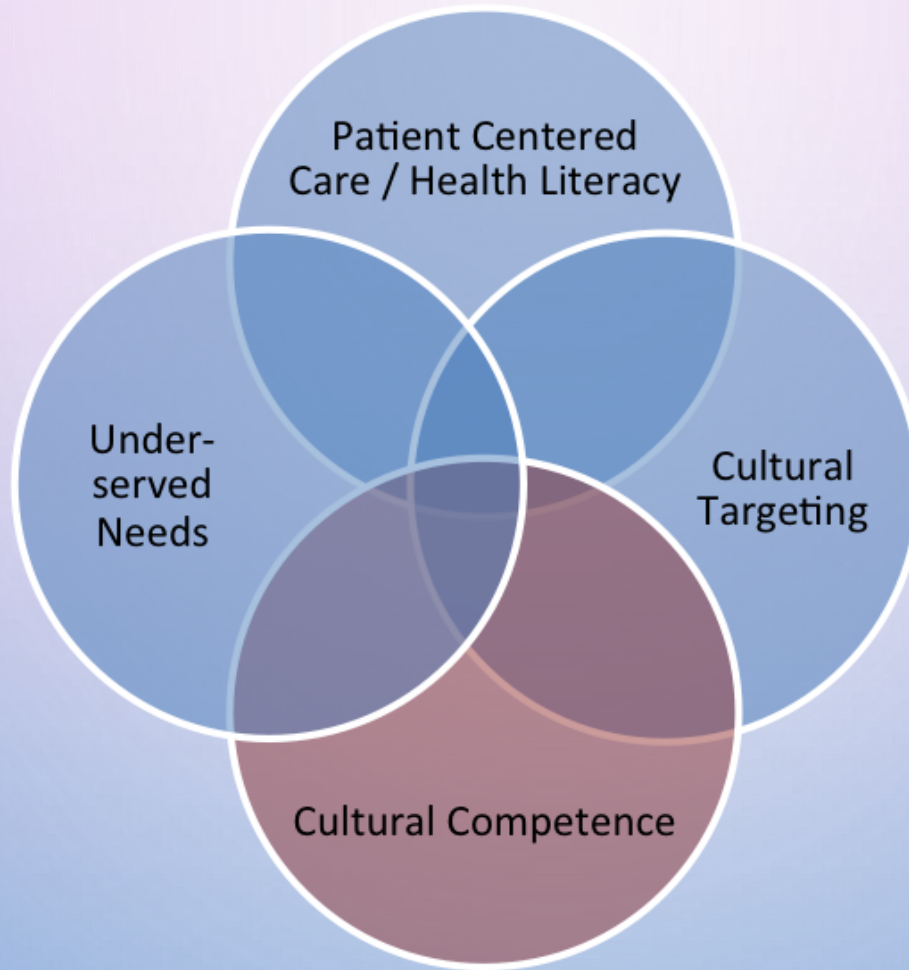 Patient Centered
Care / Health Literacy
Under-
served
Needs
Cultural
Targeting
Cultural Competence